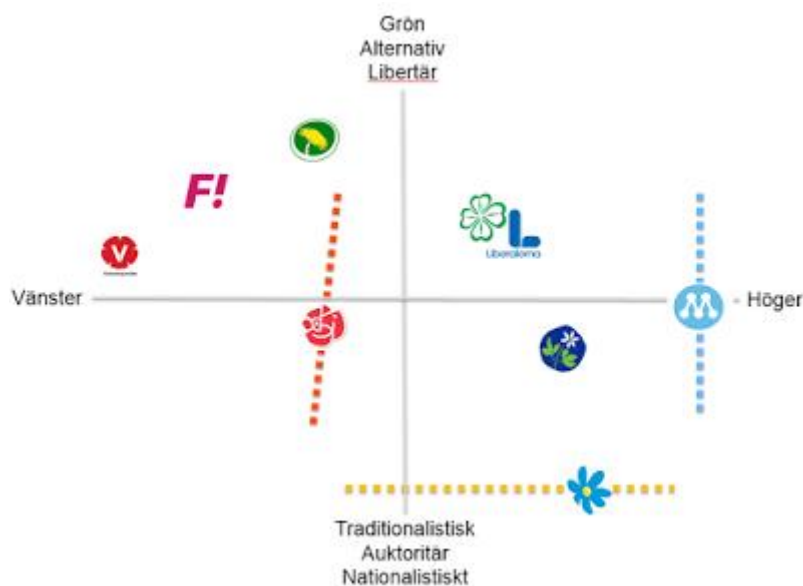 Grön
Alternativ
Libertär
F!
V
L
Liberalerna
Vänster
M
Höger
Traditionalistisk
Auktoritär
Nationalistiskt